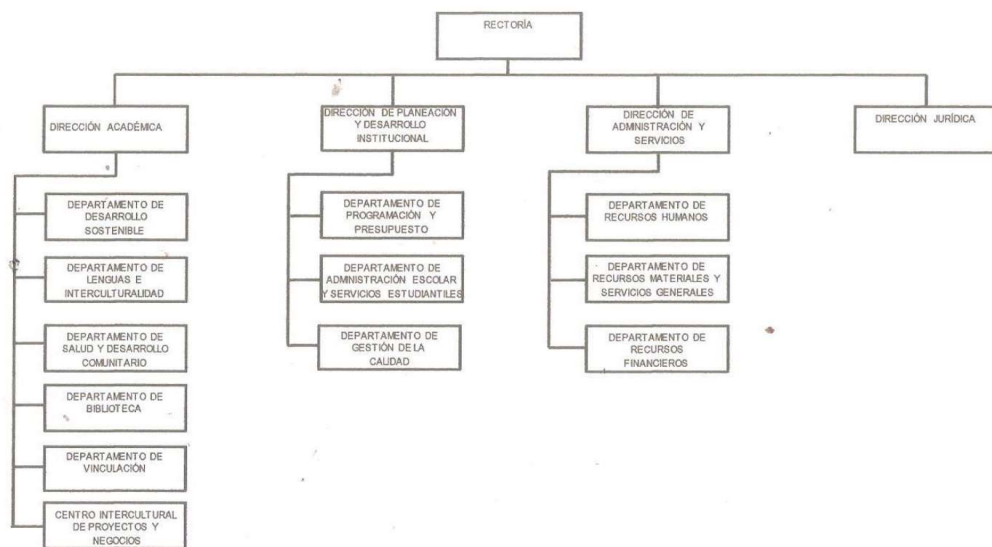 RECTORÍA
DIRECCIÓN ACADÉMICA
DIRECCIÓN DE PLANEACIÓN
Y DESARROLLO
INSTITUCIONAL
DIRECCIÓN DE
ADMINISTRACIÓN Y
SERVICIOS
DIRECCIÓN JURÍDICA
DEPARTAMENTO DE
DESARROLLO
SOSTENIBLE
DEPARTAMENTO DE
LENGUAS E
INTERCULTURALIDAD
DEPARTAMENTO DE
SALUD Y DESARROLLO
COMUNITARIO
DEPARTAMENTO DE
BIBLIOTECA
DEPARTAMENTO DE
VINCULACIÓN
CENTRO INTERCULTURAL
DE PROYECTOS Y
NEGOCIOS
DEPARTAMENTO DE
PROGRAMACIÓN Y
PRESUPUESTO
DEPARTAMENTO DE
ADMINISTRACIÓN ESCOLAR
Y SERVICIOS ESTUDIANTILES
DEPARTAMENTO DE
GESTIÓN DE LA
CALIDAD
DEPARTAMENTO DE
RECURSOS HUMANOS
DEPARTAMENTO DE
RECURSOS MATERIALES Y
SERVICIOS GENERALES
DEPARTAMENTO DE
RECURSOS
FINANCIEROS